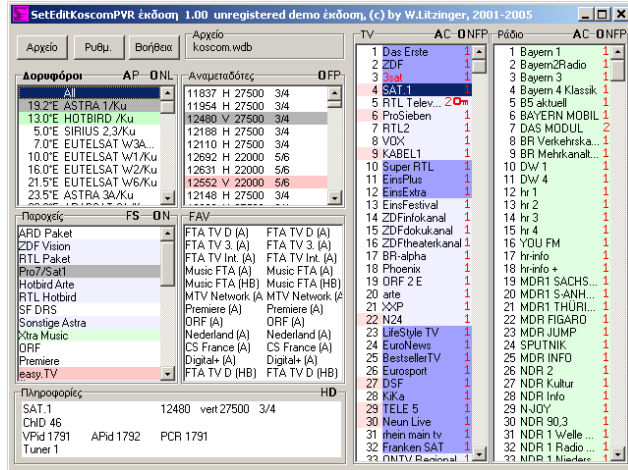 SetEditKoscomPVR έκδοση 1.00 unregistered demo έκδοση, (c) by W.Litzinger, 2001-2005
Αρχείο Ρυθμ. Βοήθεια
Αρχείο
koscom.wdb
Δορυφόροι AP ONL
All
19.2°E ASTRA 1/Ku
13.0°E HOTBIRD /Ku
5.0°E SIRIUS 2,3/Ku
7.0°E EUTELSAT W3A...
10.0°E EUTELSAT W1/Ku
16.0°E EUTELSAT W2/Ku
21.5°E EUTELSAT W6/Ku
23.5°E ASTRA 3A/Ku
Αναμεταδότες OFP
11837 H 27500 3/4
11954 H 27500 3/4
12480 V 27500 3/4
12188 H 27500 3/4
12110 H 27500 3/4
12692 H 22000 5/6
12631 H 22000 5/6
12552 V 22000 5/6
12148 H 27500 3/4
Παροχείς FS ON
ARD Paket
ZDF Vision
RTL Paket
Pro7/Sat1
Hotbird Arte
RTL Hotbird
SF DRS
Sonstige Astra
Xtra Music
ORF
Premiere
easy.TV
FAV
FTA TV D (A) FTA TV D (A)
FTA TV 3. (A) FTA TV 3. (A)
FTA TV Int. (A) FTA TV Int. (A)
Music FTA (A) Music FTA (A)
Music FTA (HB) Music FTA (HB)
MTV Network (A MTV Network (A
Premiere (A) Premiere (A)
ORF (A) ORF (A)
Nederland (A) Nederland (A)
CS France (A) CS France (A)
Digital+ (A) Digital+ (A)
FTA TV D (HB) FTA TV D (HB)
Πληροφορίες HD
SAT.1 12480 vert 27500 3/4
ChID 46
VPid 1791 APid 1792 PCR 1791
Tuner 1
TV AC ONFP
1 Das Erste 1
2 ZDF 1
3 3sat 1
4 SAT.1 1
5 RTL Telev... 2
6 ProSieben 1
7 RTL2 1
8 VOX 1
9 KABEL1 1
10 Super RTL 1
11 EinsPlus 1
12 EinsExtra 1
13 EinsFestival 1
14 ZDFinfokanal 1
15 ZDFdokukanal 1
16 ZDFtheaterkanal 1
17 BR-alpha 1
18 Phoenix 1
19 ORF 2 E 1
20 arte 1
21 XXP 1
22 N24 1
23 LifeStyle TV 1
24 EuroNews 1
25 BestsellerTV 1
26 Eurosport 1
27 DSF 1
28 KiKa 1
29 TELE 5 1
30 Neun Live 1
31 rhein main tv 1
32 Franken SAT 1
33 ONTV Regional 1
Ράδιο AC ONFP
1 Bayern 1 1
2 Bayern2Radio 1
3 Bayern 3 1
4 Bayern 4 Klassik 1
5 B5 aktuell 1
6 BAYERN MOBIL 1
7 DAS MODUL 2
8 BR Verkehrska... 1
9 BR Mehrkanalt... 1
10 DW 1 1
11 DW 4 1
12 hr 1 1
13 hr 2 1
14 hr 3 1
15 hr 4 1
16 YOU FM 1
17 hr-info 1
18 hr-info + 1
19 MDR1 SACHS... 1
20 MDR1 S-ANH... 1
21 MDR1 THÜRI... 1
22 MDR FIGARO 1
23 MDR JUMP 1
24 SPUTNIK 1
25 MDR INFO 1
26 NDR 2 1
27 NDR Kultur 1
28 NDR Info 1
29 N-JOY 1
30 NDR 90,3 1
31 NDR 1 Welle ... 1
32 NDR 1 Radio ... 1
33 NDR 1 Nieders 1